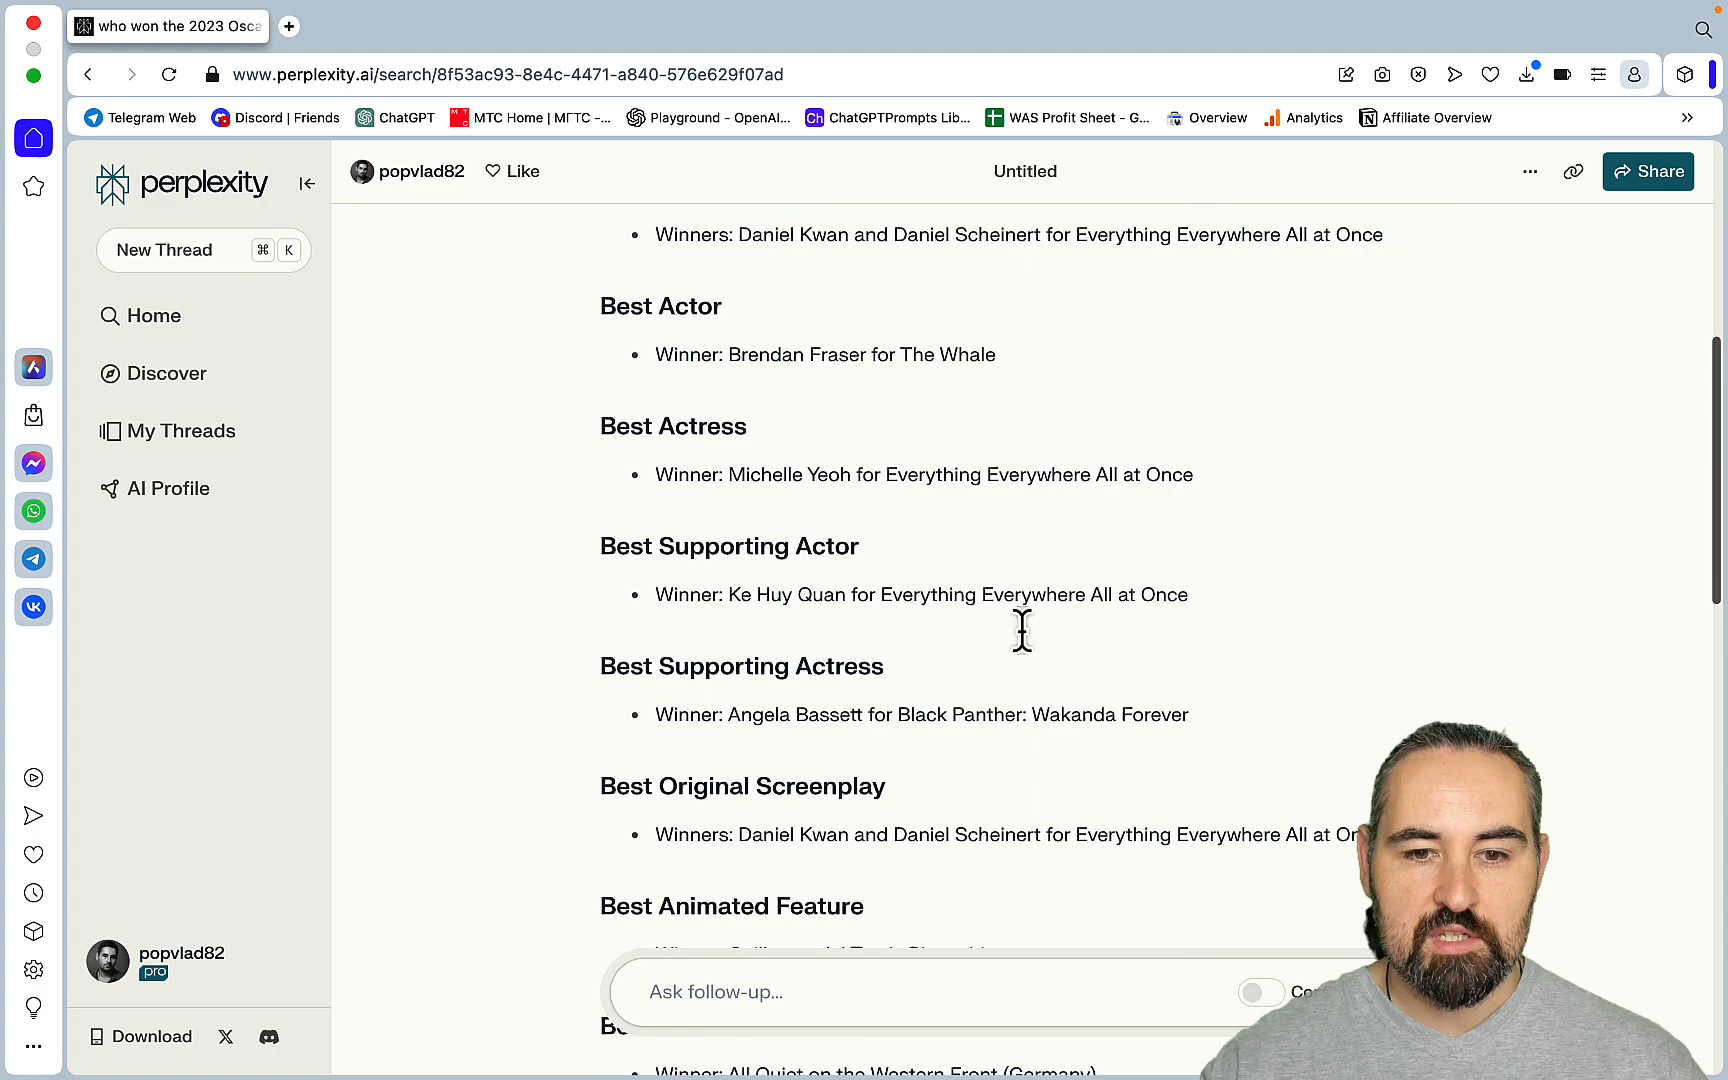 who won the 2023 Osca
www.perplexity.ai/search/8f53ac93-8e4c-4471-a840-576e629f07ad
Telegram Web
Discord | Friends
ChatGPT
МТС Home | МГТС -...
Playground - OpenAI...
Ch ChatGPTPrompts Lib...
WAS Profit Sheet - G...
Overview
Analytics
Affiliate Overview
perplexity
popvlad82
Like
Untitled
Share
New Thread
⌘ K
Home
Discover
My Threads
AI Profile
Winners: Daniel Kwan and Daniel Scheinert for Everything Everywhere All at Once
Best Actor
Winner: Brendan Fraser for The Whale
Best Actress
Winner: Michelle Yeoh for Everything Everywhere All at Once
Best Supporting Actor
Winner: Ke Huy Quan for Everything Everywhere All at Once
Best Supporting Actress
Winner: Angela Bassett for Black Panther: Wakanda Forever
Best Original Screenplay
Winners: Daniel Kwan and Daniel Scheinert for Everything Everywhere All at
Best Animated Feature
Ask follow-up...
Winner: All Quiet on the Western Front (Germany)
popvlad82
pro
Download